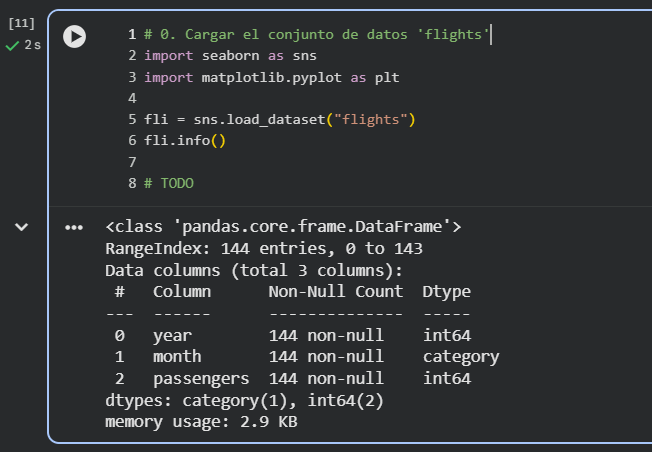 [11]
2 s
1 # 0. Cargar el conjunto de datos 'flights'
2 import seaborn as sns
3 import matplotlib.pyplot as plt
4
5 fli = sns.load_dataset("flights")
6 fli.info()
7
8 # TODO
<class 'pandas.core.frame.DataFrame'>
RangeIndex: 144 entries, 0 to 143
Data columns (total 3 columns):
 #   Column      Non-Null Count  Dtype
---  ------      --------------  -----
 0   year        144 non-null    int64
 1   month       144 non-null    category
 2   passengers  144 non-null    int64
dtypes: category(1), int64(2)
memory usage: 2.9 KB